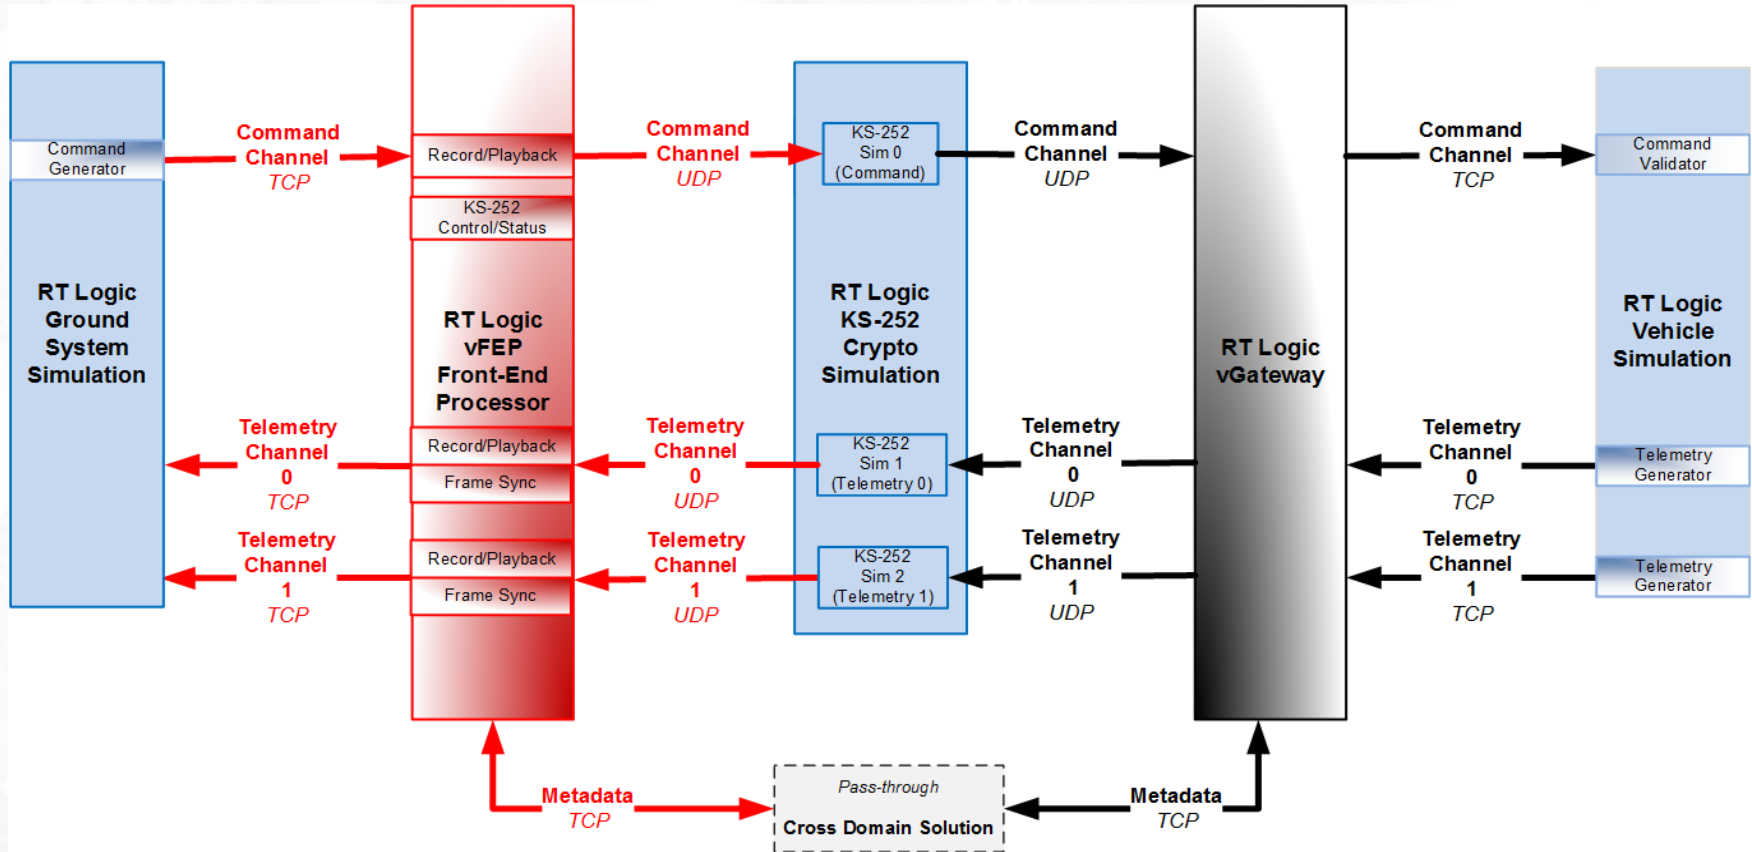 Command
Generator
RT Logic
Ground
System
Simulation
Command
Channel
TCP
Telemetry
Channel
0
TCP
Telemetry
Channel
1
TCP
Record/Playback
KS-252
Control/Status
RT Logic
vFEP
Front-End
Processor
Record/Playback
Frame Sync
Record/Playback
Frame Sync
Command
Channel
UDP
Telemetry
Channel
0
UDP
Telemetry
Channel
1
UDP
KS-252
Sim 0
(Command)
RT Logic
KS-252
Crypto
Simulation
KS-252
Sim 1
(Telemetry 0)
KS-252
Sim 2
(Telemetry 1)
Command
Channel
UDP
Telemetry
Channel
0
UDP
Telemetry
Channel
1
UDP
RT Logic
vGateway
Command
Channel
TCP
Telemetry
Channel
0
TCP
Telemetry
Channel
1
TCP
Command
Validator
RT Logic
Vehicle
Simulation
Telemetry
Generator
Telemetry
Generator
Metadata
TCP
Pass-through
Cross Domain Solution
Metadata
TCP